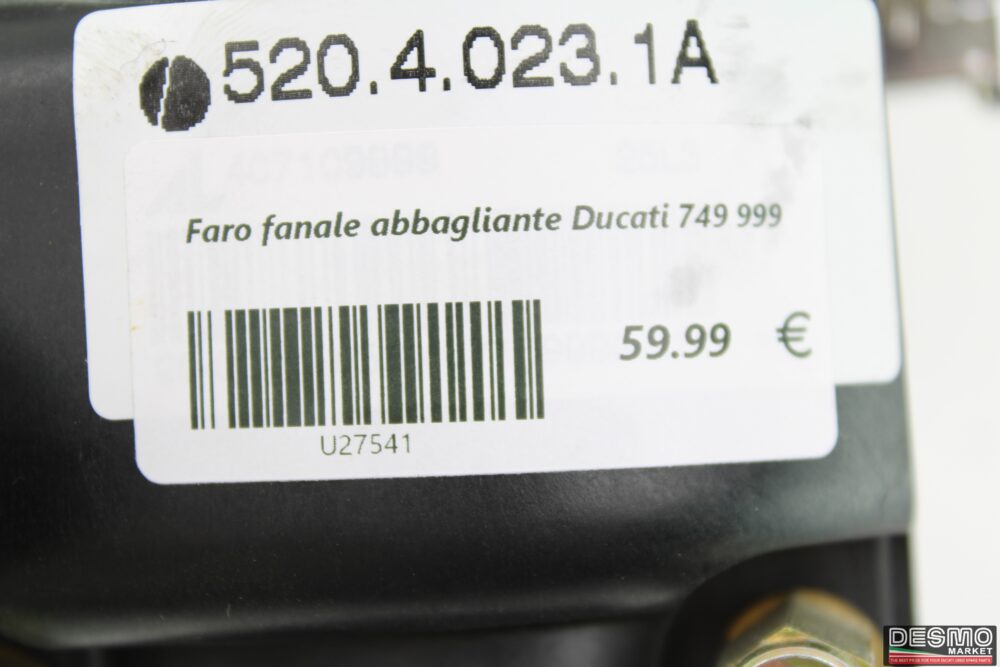 520.4.023.1A
Faro fanale abbagliante Ducati 749 999
59.99 €
U27541
DESMO
MARKET